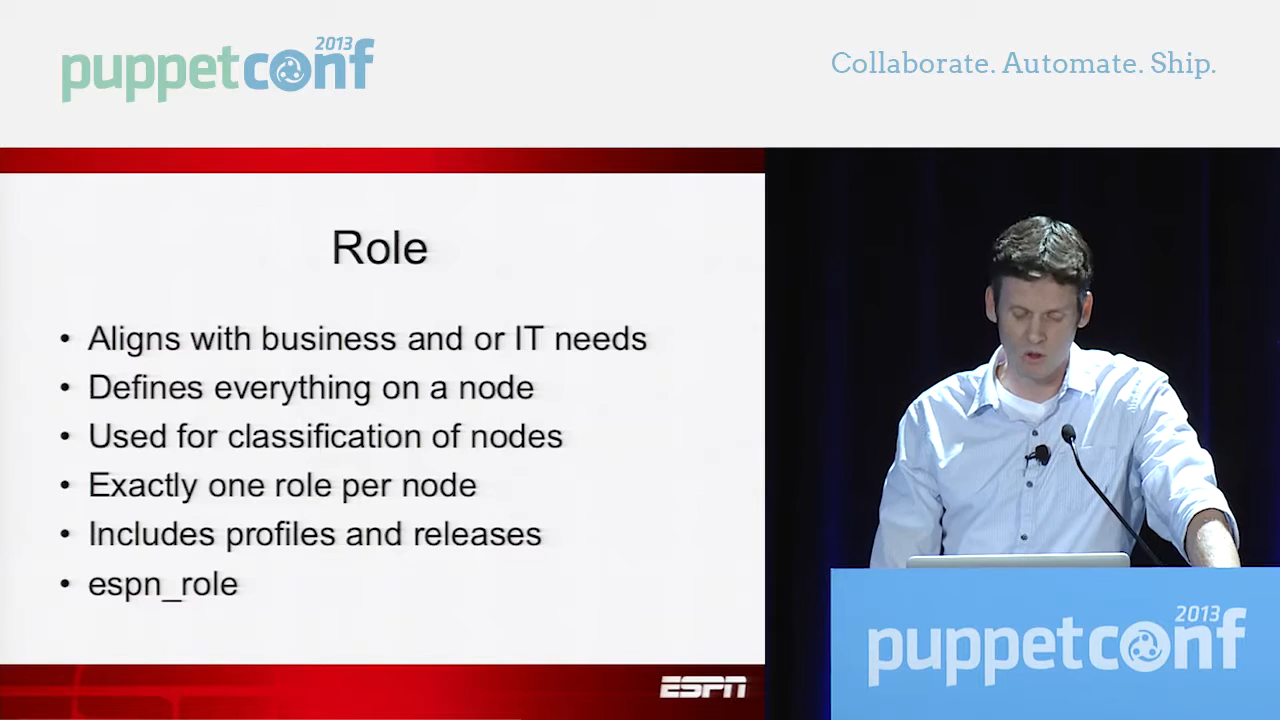 puppetconf 2013
Collaborate. Automate. Ship.
Role
• Aligns with business and or IT needs
• Defines everything on a node
• Used for classification of nodes
• Exactly one role per node
• Includes profiles and releases
• espn_role
ESPN
puppetconf 2013